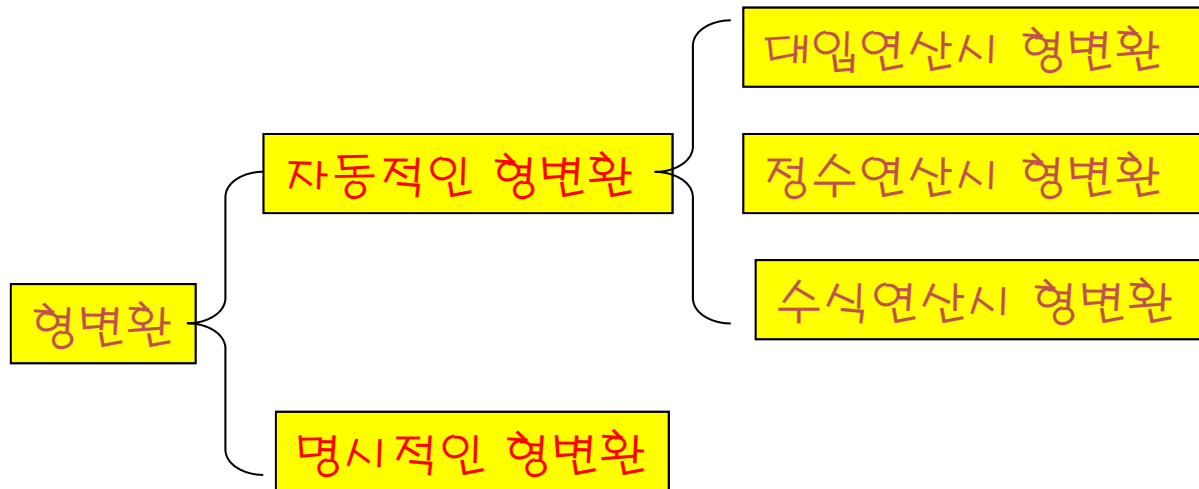 대입연산시 형변환
자동적인 형변환
정수연산시 형변환
수식연산시 형변환
형변환
명시적인 형변환